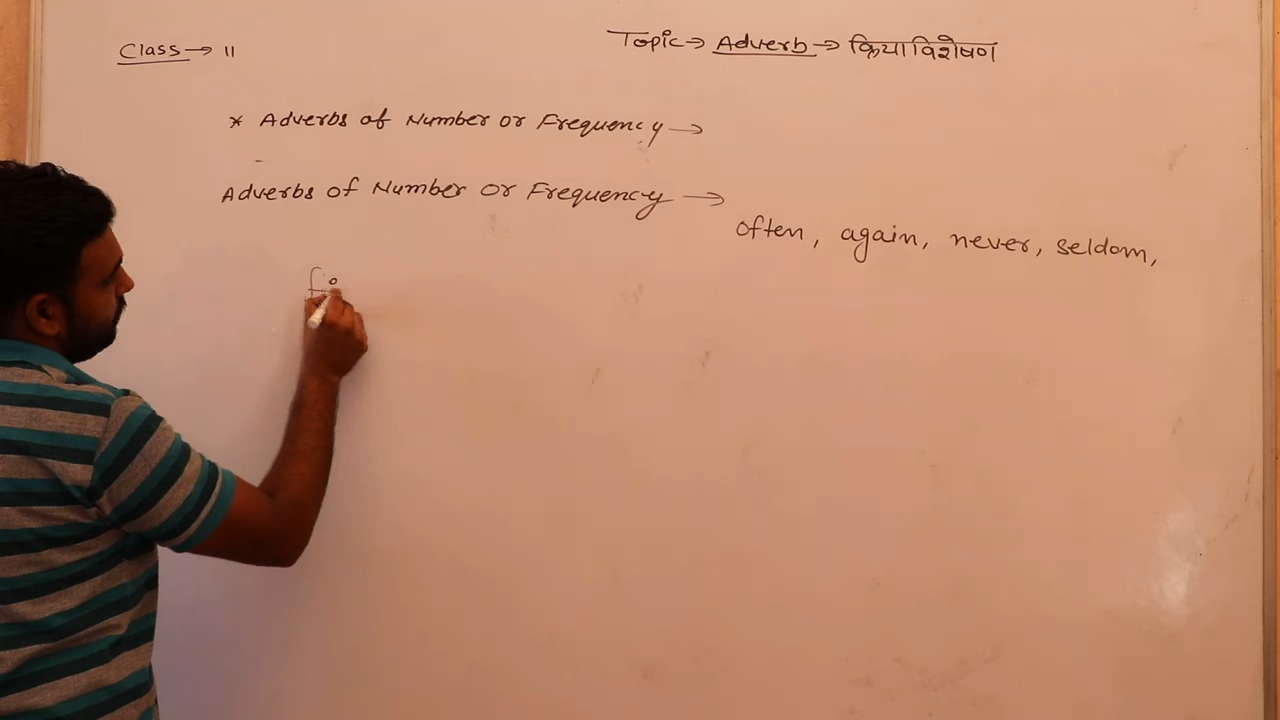 Class → 11
Topic → Adverb → क्रिया विशेषण
* Adverbs of Number or Frequency →
Adverbs of Number or Frequency →
often, again, never, seldom,